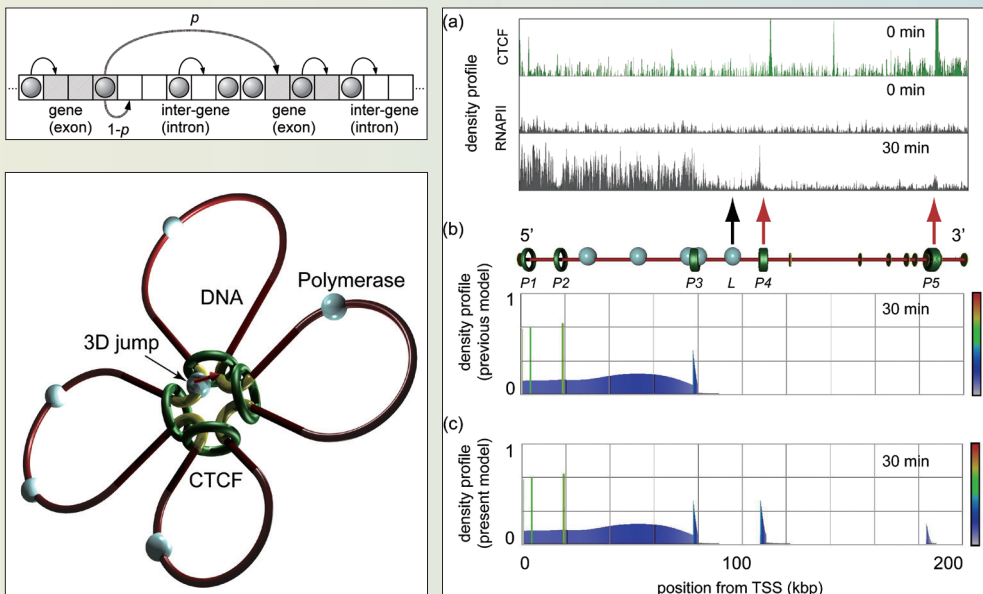 p
...
...
gene
(exon)
1-p
inter-gene
(intron)
gene
(exon)
inter-gene
(intron)
DNA
Polymerase
3D jump
CTCF
(a)
density profile
CTCF
RNAPII
0 min
0 min
30 min
(b)
5'
3'
P1
P2
P3
L
P4
P5
density profile
(previous model)
1
0
30 min
(c)
density profile
(present model)
1
0
30 min
0
100
200
position from TSS (kbp)